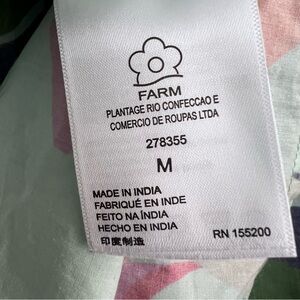 FARM
PLANTAGE RIO CONFECCAO E
COMERCIO DE ROUPAS LTDA
278355
M
MADE IN INDIA
FABRIQUÉ EN INDE
FEITO NA ÍNDIA
HECHO EN INDIA
印度制造
RN 155200